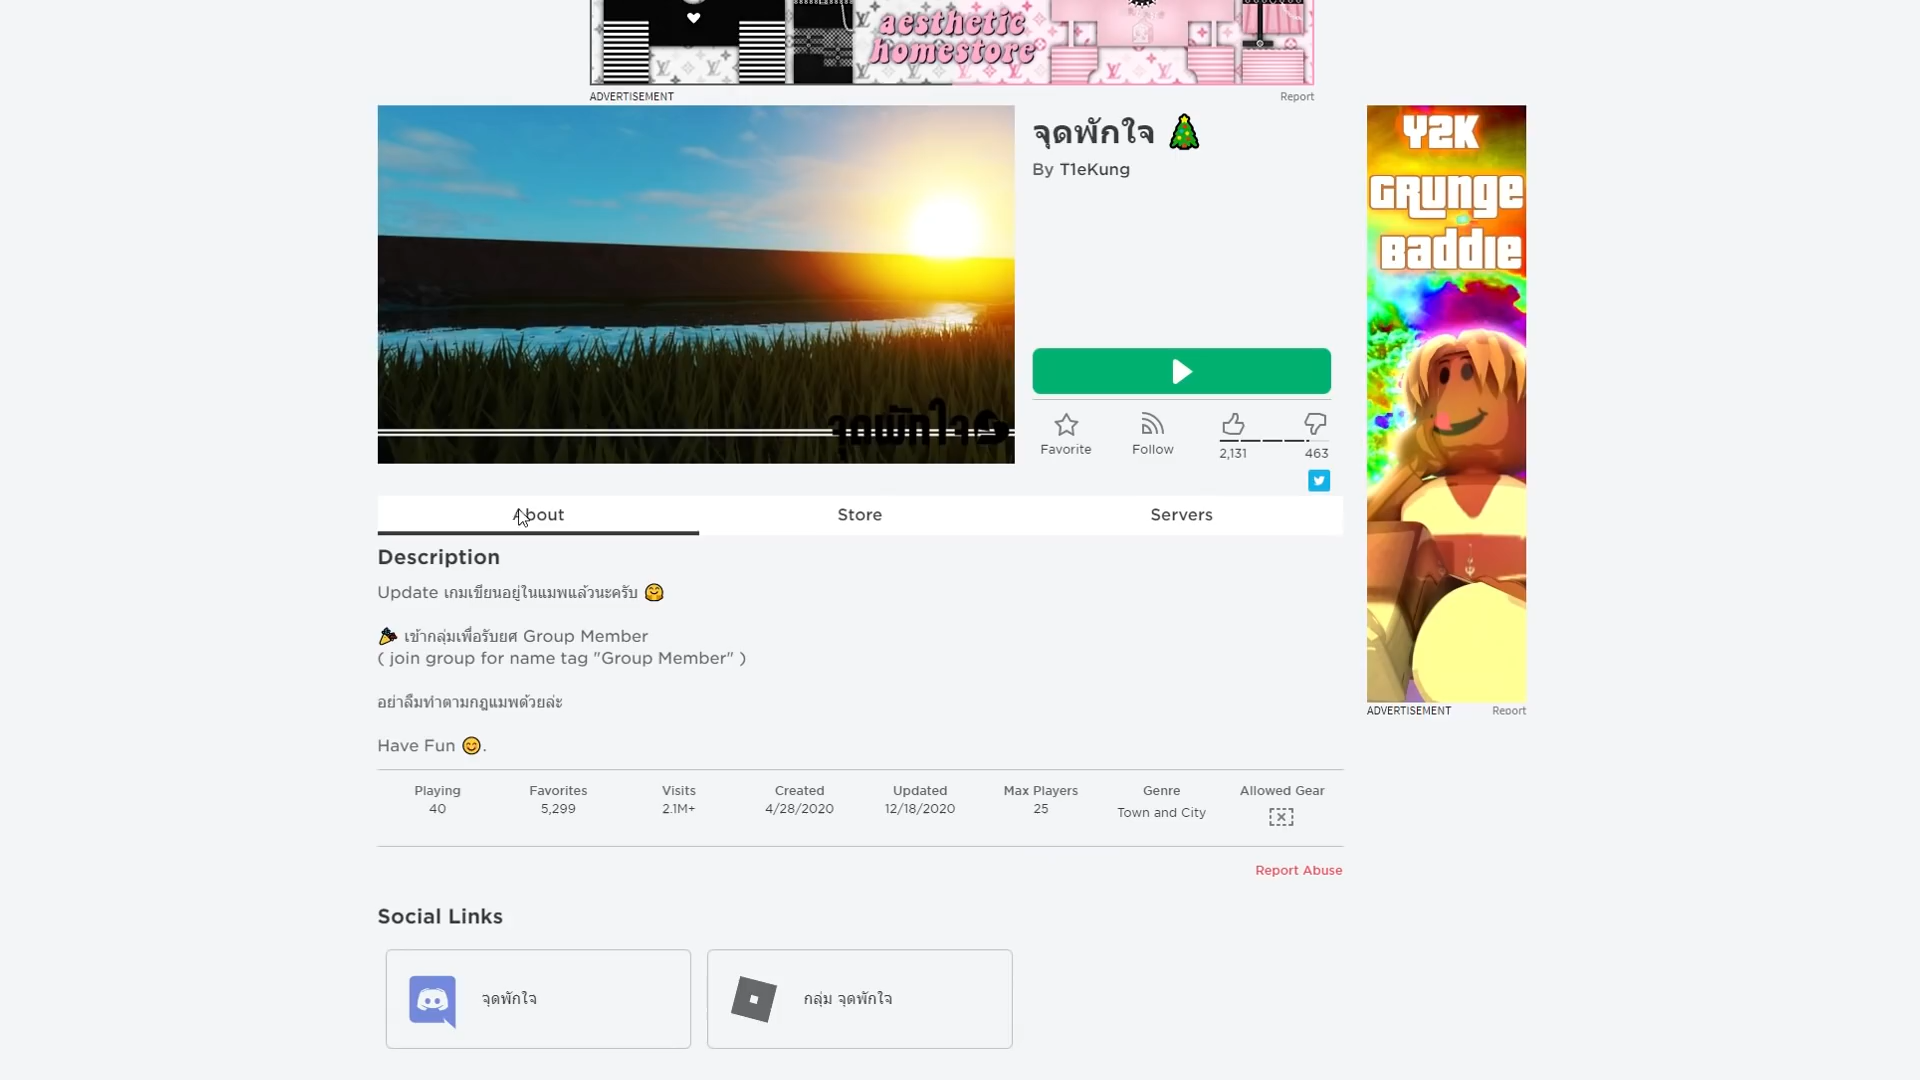 aesthetic
homestore
ADVERTISEMENT
Report
จุดพักใจ 🎄
By T1eKung
Y2K
Grunge
Baddie
จุดพักใจ
Favorite
Follow
2,131
463
About
Store
Servers
Description
Update เกมเขียนอยู่ในแมพแล้วนะครับ 🤗
🎉 เข้ากลุ่มเพื่อรับยศ Group Member
( join group for name tag "Group Member" )
อย่าลืมทำตามกฎแมพด้วยล่ะ
Have Fun 😊.
ADVERTISEMENT
Report
Playing
Favorites
Visits
Created
Updated
Max Players
Genre
Allowed Gear
40
5,299
2.1M+
4/28/2020
12/18/2020
25
Town and City
Report Abuse
Social Links
จุดพักใจ
กลุ่ม จุดพักใจ